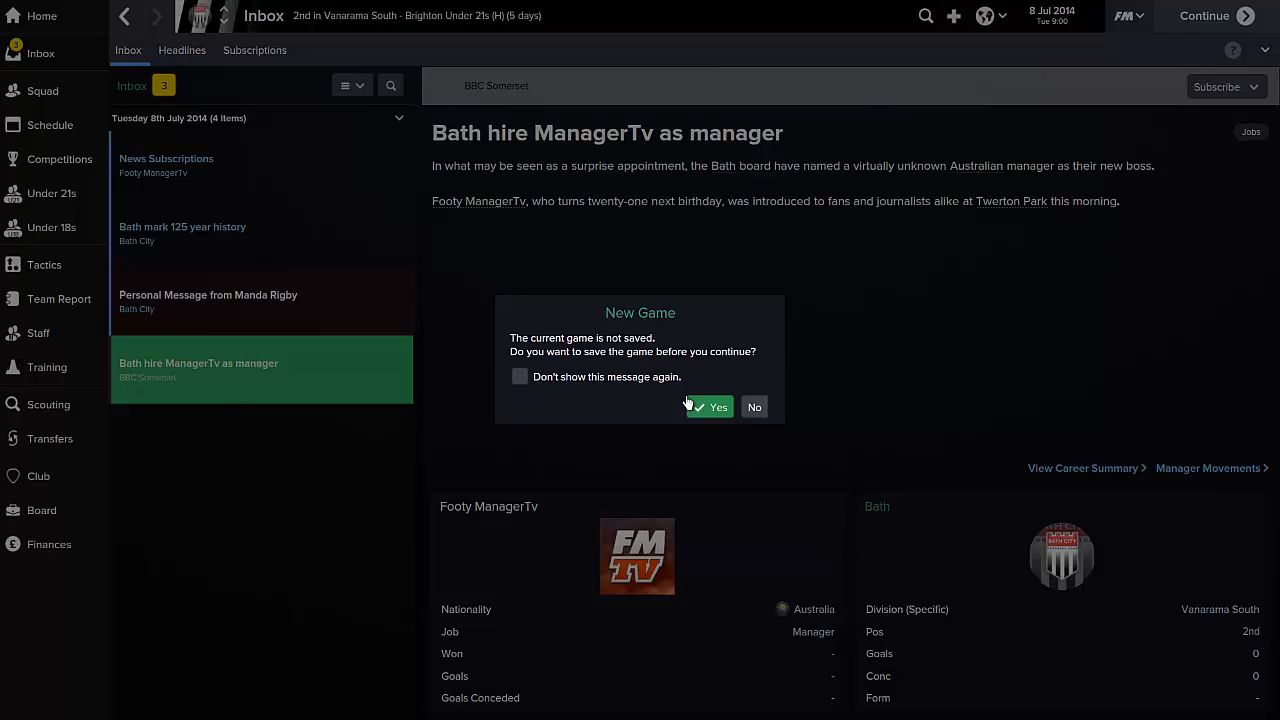 Home
Inbox
2nd in Vanarama South - Brighton Under 21s (H) (5 days)
8 Jul 2014
Tue 9:00
FM
Continue
3
Inbox
Inbox
Headlines
Subscriptions
?
Squad
Schedule
Competitions
Under 21s
Under 18s
Tactics
Team Report
Staff
Training
Scouting
Transfers
Club
Board
Finances
Inbox 3
Tuesday 8th July 2014 (4 Items)
News Subscriptions
Footy ManagerTv
Bath mark 125 year history
Bath City
Personal Message from Manda Rigby
Bath City
Bath hire ManagerTv as manager
BBC Somerset
BBC Somerset
Subscribe
Bath hire ManagerTv as manager
Jobs
In what may be seen as a surprise appointment, the Bath board have named a virtually unknown Australian manager as their new boss.
Footy ManagerTv, who turns twenty-one next birthday, was introduced to fans and journalists alike at Twerton Park this morning.
New Game
The current game is not saved.
Do you want to save the game before you continue?
Don't show this message again.
Yes
No
View Career Summary
Manager Movements
Footy ManagerTv
FM
TV
Nationality Australia
Job Manager
Won -
Goals -
Goals Conceded -
Bath
BATH CITY
Division (Specific) Vanarama South
Pos 2nd
Goals 0
Conc 0
Form -